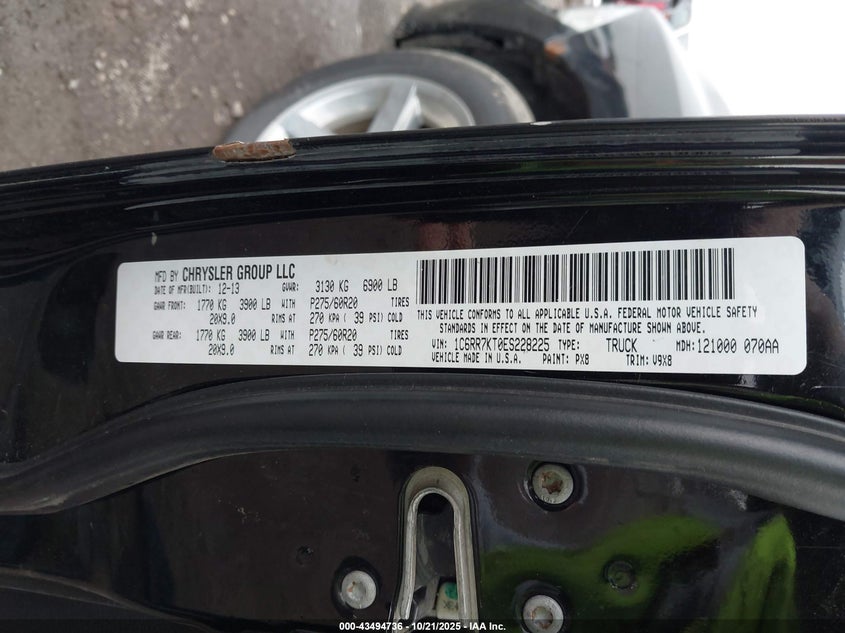 MFD BY CHRYSLER GROUP LLC
DATE OF MFR(BUILT): 12-13 GVWR: 3130 KG 6900 LB
GAWR FRONT: 1770 KG 3900 LB WITH P275/60R20 TIRES
20X9.0 RIMS AT 270 KPA ( 39 PSI) COLD
GAWR REAR: 1770 KG 3900 LB WITH P275/60R20 TIRES
20X9.0 RIMS AT 270 KPA ( 39 PSI) COLD
THIS VEHICLE CONFORMS TO ALL APPLICABLE U.S.A. FEDERAL MOTOR VEHICLE SAFETY
STANDARDS IN EFFECT ON THE DATE OF MANUFACTURE SHOWN ABOVE.
VIN: 1C6RR7KT0ES228225 TYPE: TRUCK MDH: 121000 070AA
VEHICLE MADE IN U.S.A. PAINT: PX8 TRIM: V9X8
000-43494736 - 10/21/2025 - IAA Inc.